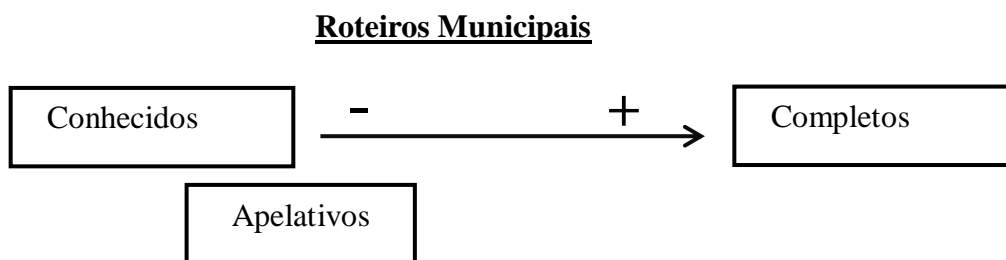 Roteiros Municipais
Conhecidos - + Completos
Apelativos